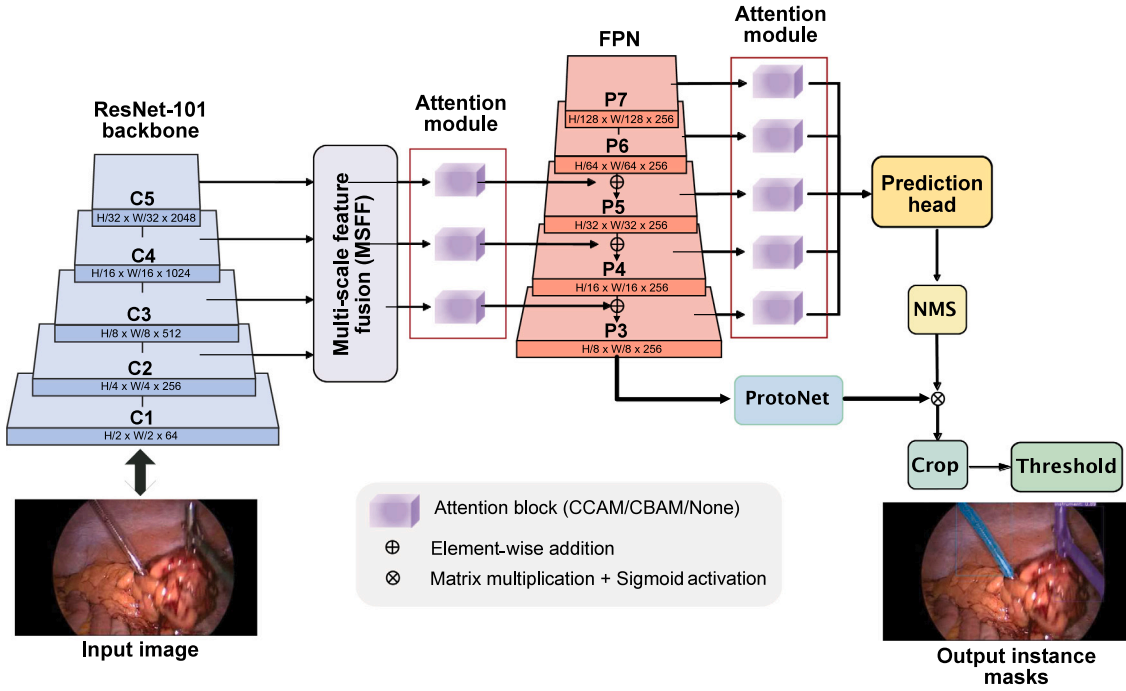 ResNet-101
backbone
C5
H/32 x W/32 x 2048
C4
H/16 x W/16 x 1024
C3
H/8 x W/8 x 512
C2
H/4 x W/4 x 256
C1
H/2 x W/2 x 64
Input image
Multi-scale feature
fusion (MSFF)
Attention
module
FPN
P7
H/128 x W/128 x 256
P6
H/64 x W/64 x 256
P5
H/32 x W/32 x 256
P4
H/16 x W/16 x 256
P3
H/8 x W/8 x 256
Attention
module
Prediction
head
NMS
ProtoNet
Crop
Threshold
Attention block (CCAM/CBAM/None)
Element-wise addition
Matrix multiplication + Sigmoid activation
Output instance
masks